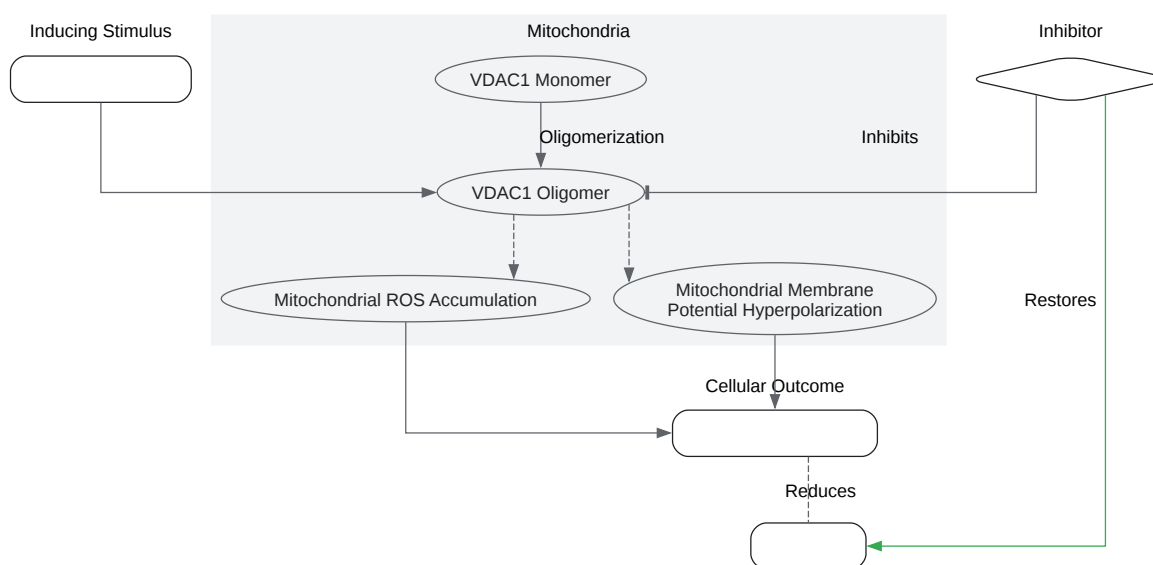 Inducing Stimulus
Mitochondria
Inhibitor
VDAC1 Monomer
Oligomerization
Inhibits
VDAC1 Oligomer
Mitochondrial ROS Accumulation
Mitochondrial Membrane
Potential Hyperpolarization
Restores
Cellular Outcome
Reduces